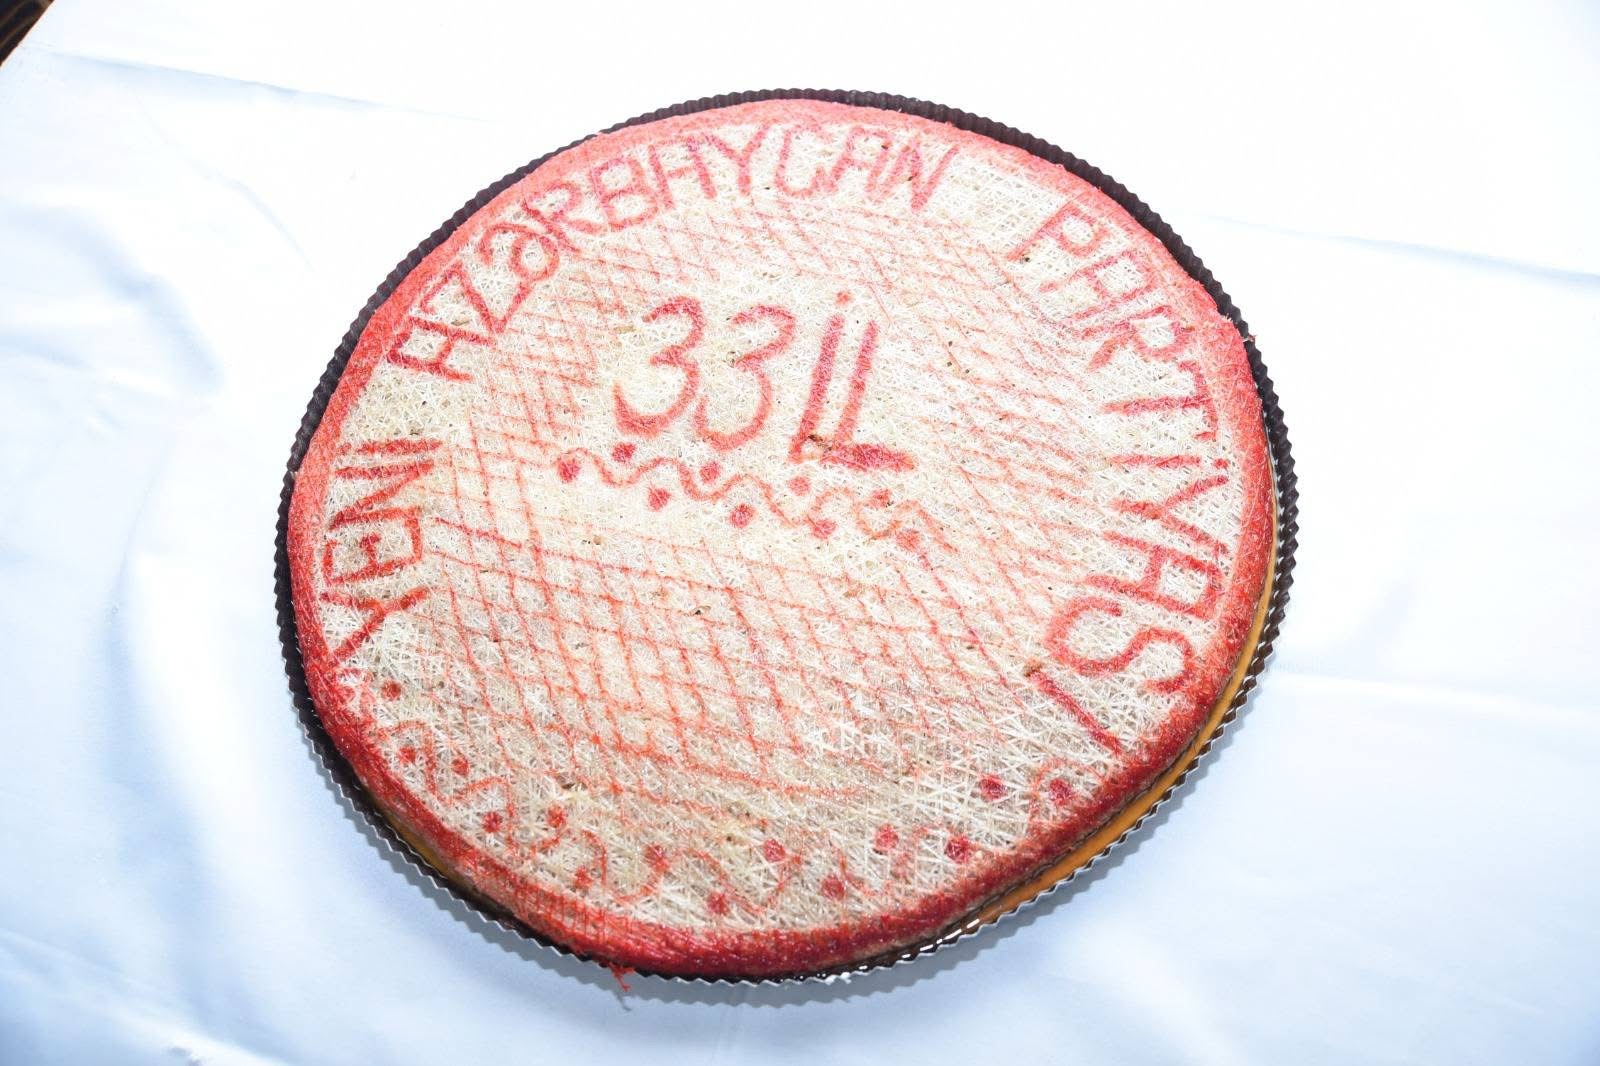 YENİ AZƏRBAYCAN PARTİYASI
33 İL